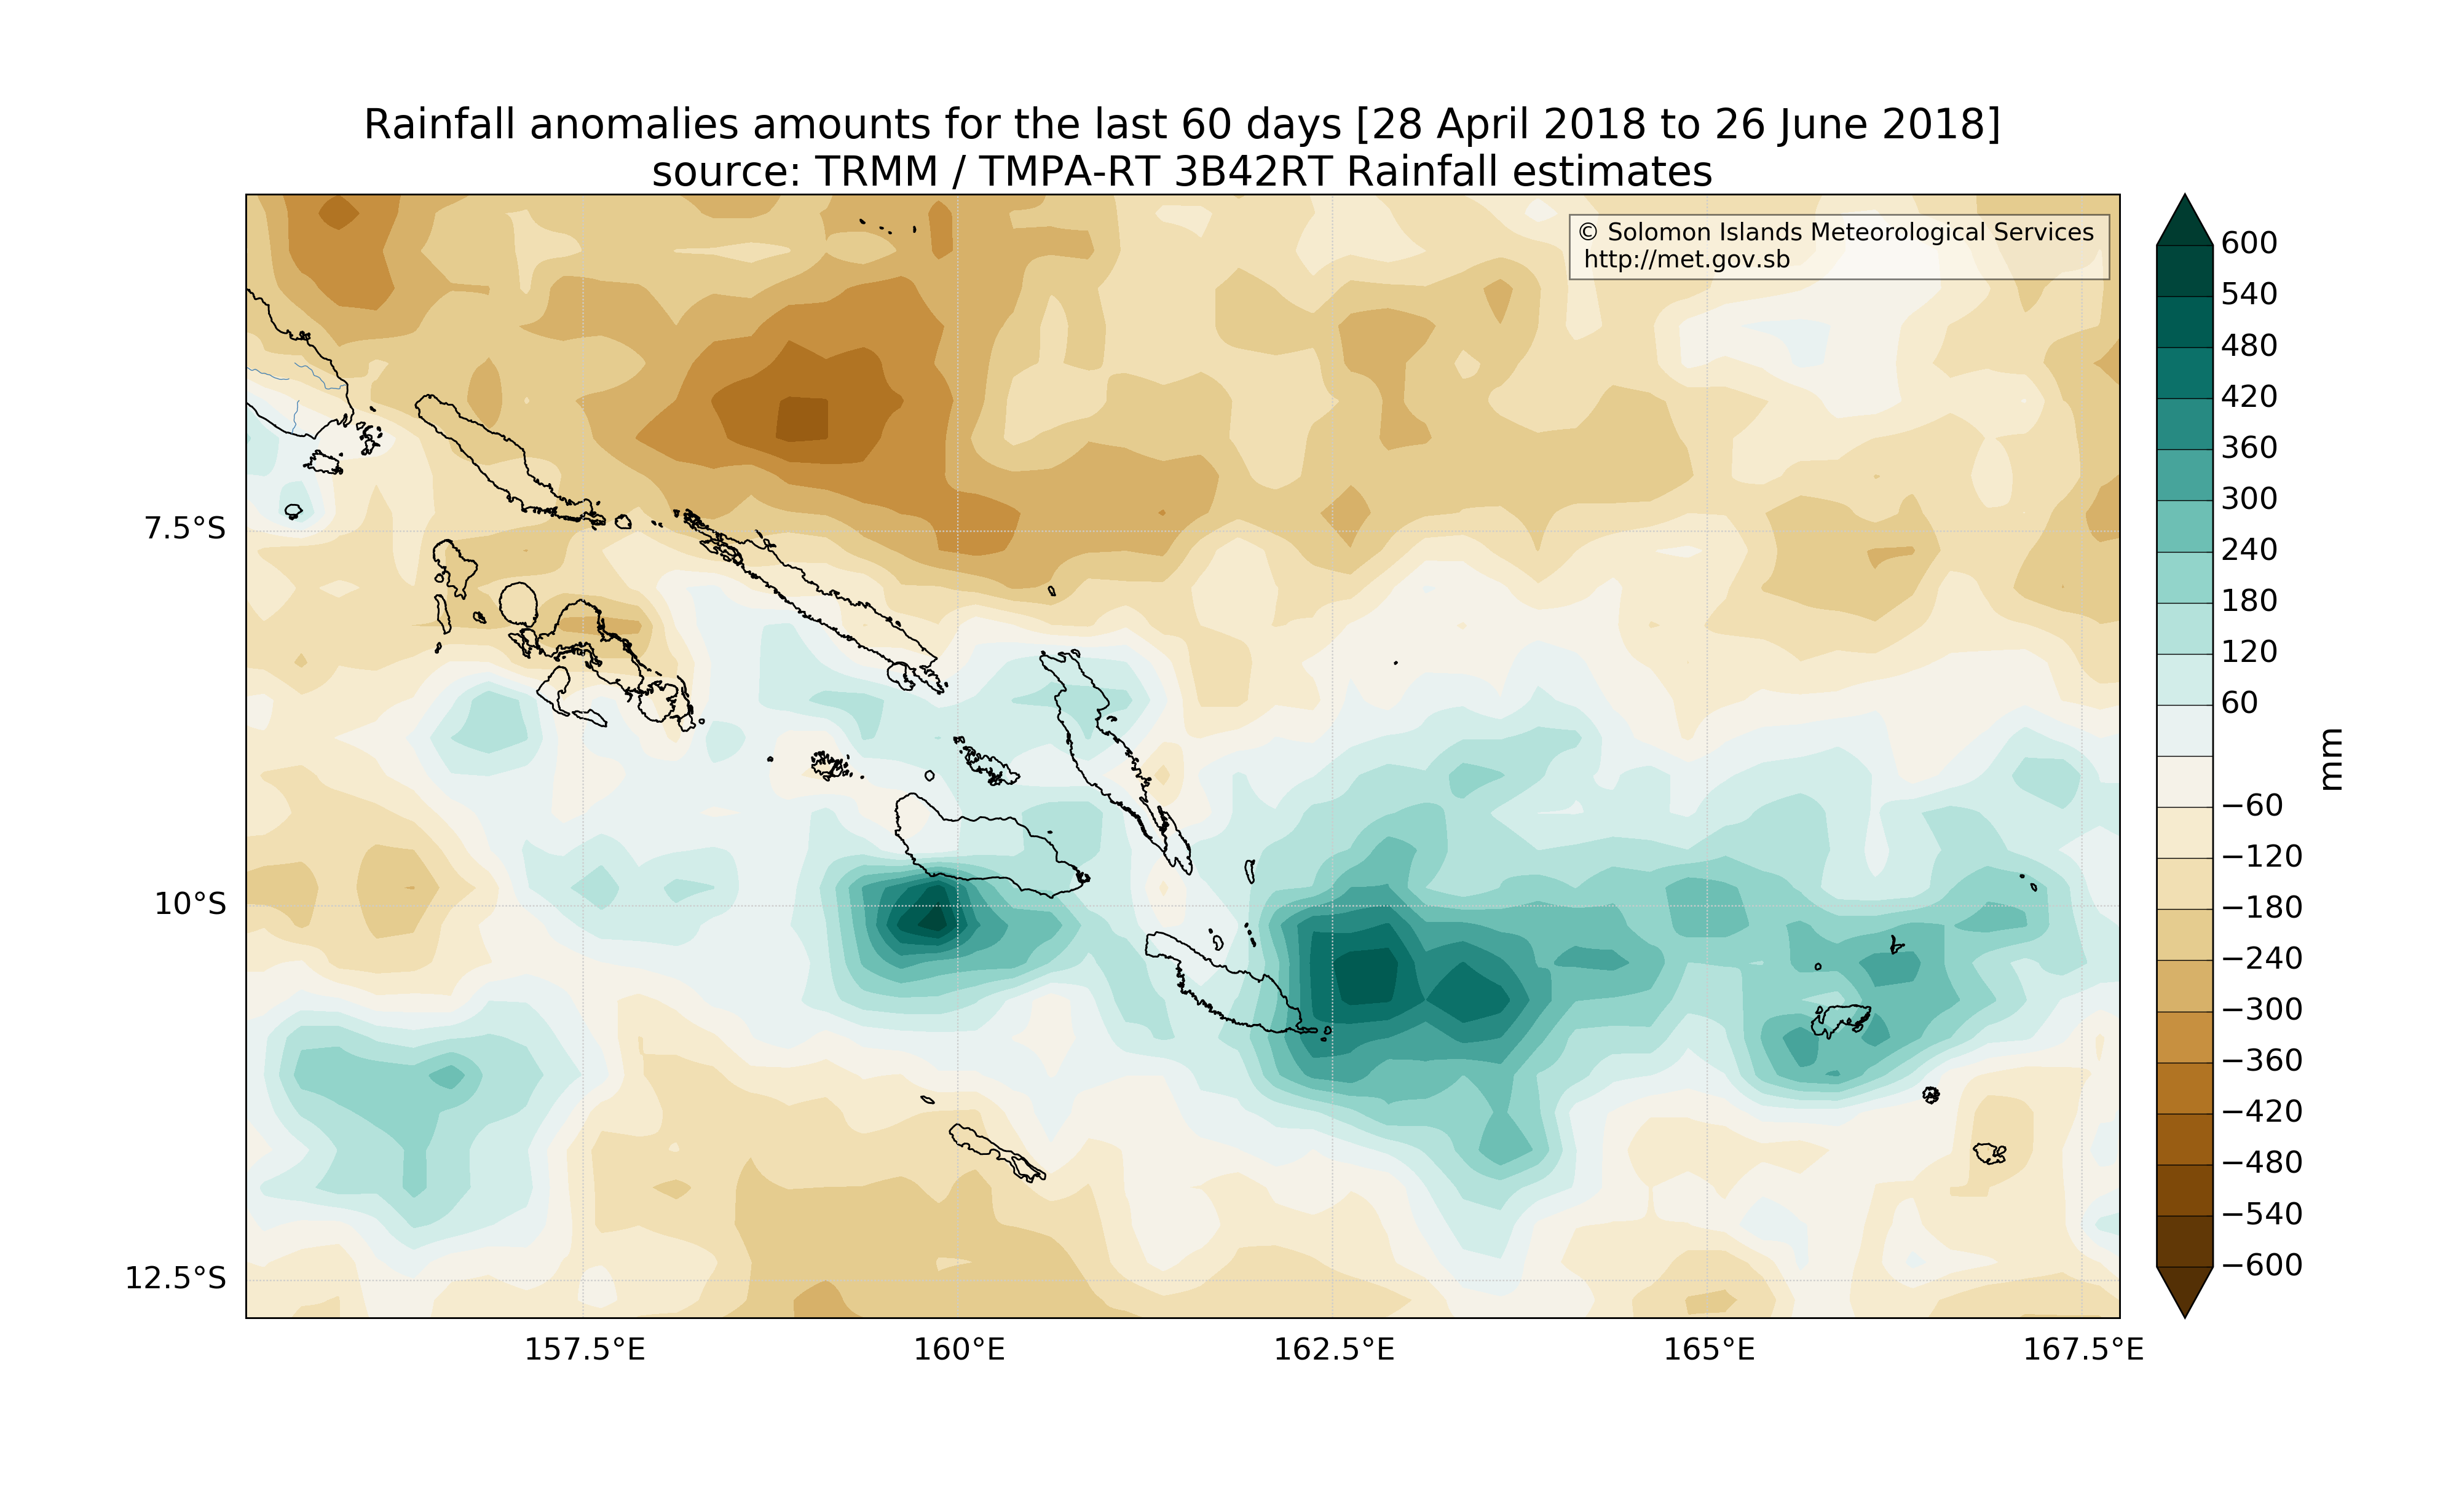 Rainfall anomalies amounts for the last 60 days [28 April 2018 to 26 June 2018]
source: TRMM / TMPA-RT 3B42RT Rainfall estimates
© Solomon Islands Meteorological Services
http://met.gov.sb
7.5°S
10°S
12.5°S
157.5°E
160°E
162.5°E
165°E
167.5°E
600
540
480
420
360
300
240
180
120
60
−60
−120
−180
−240
−300
−360
−420
−480
−540
−600
mm